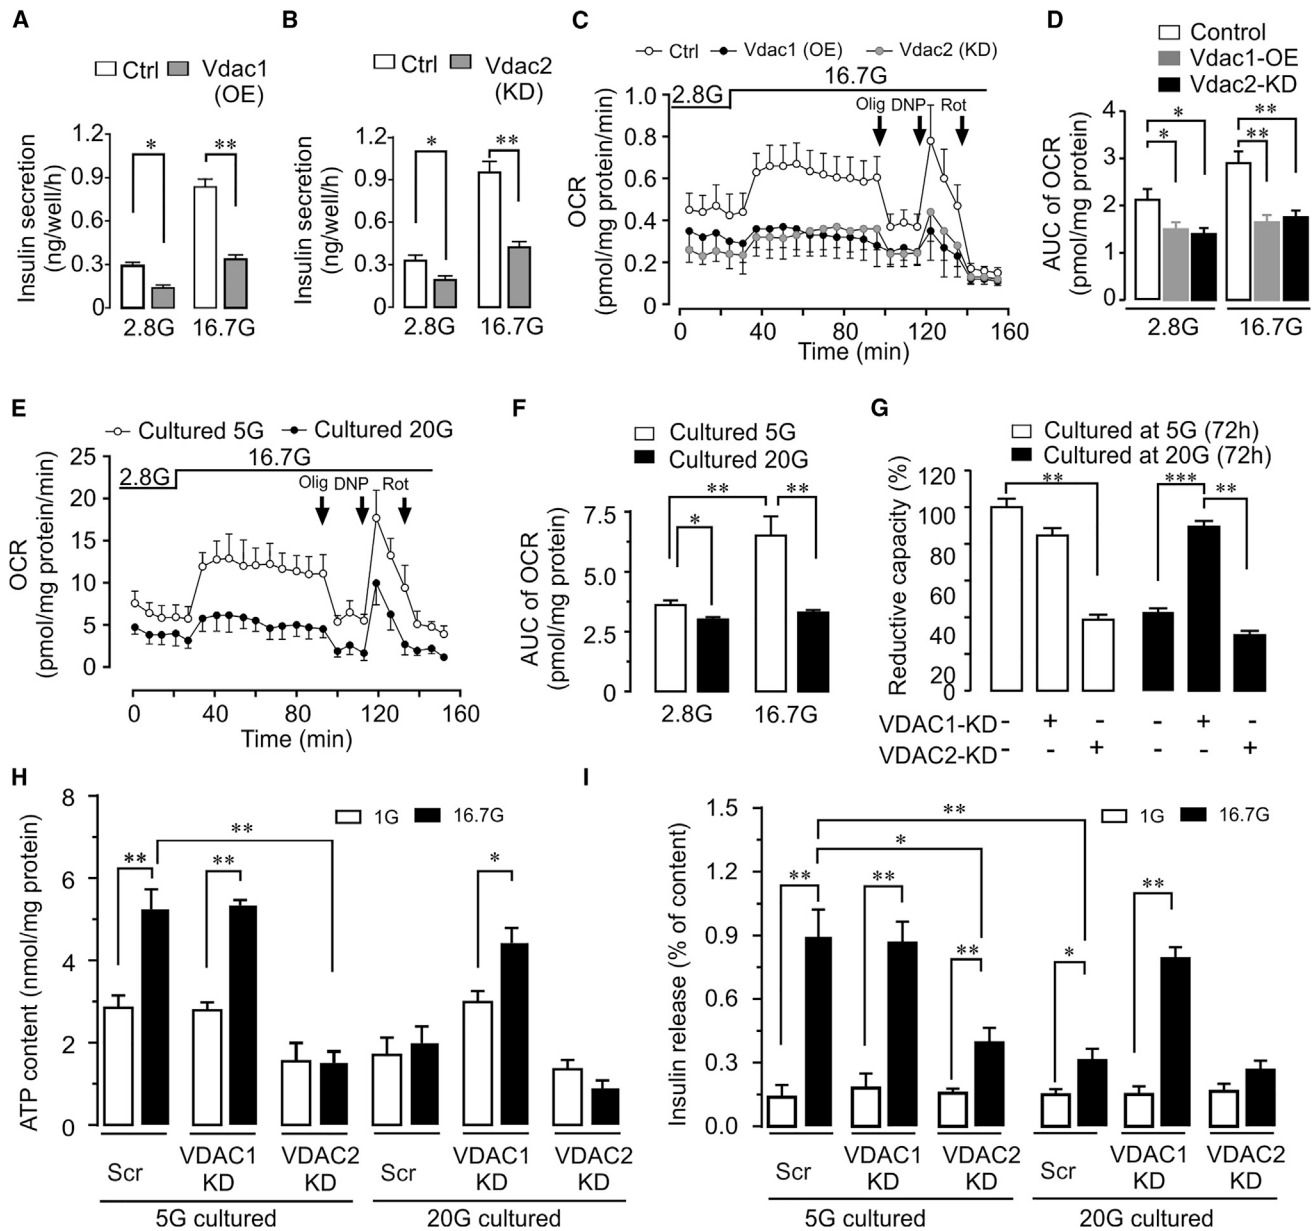 A
Ctrl Vdac1
(OE)
Insulin secretion
(ng/well/h)
1.2
0.9
0.6
0.3
0
*
**
2.8G 16.7G
B
Ctrl Vdac2
(KD)
Insulin secretion
(ng/well/h)
1.2
0.9
0.6
0.3
0
*
**
2.8G 16.7G
C
Ctrl Vdac1 (OE) Vdac2 (KD)
16.7G
2.8G
Olig DNP Rot
OCR
(pmol/mg protein/min)
1.0
0.8
0.6
0.4
0.2
0
0 40 80 120 160
Time (min)
D
Control
Vdac1-OE
Vdac2-KD
AUC of OCR
(pmol/mg protein)
4
3
2
1
0
*
*
**
**
2.8G 16.7G
E
Cultured 5G Cultured 20G
16.7G
2.8G
Olig DNP Rot
OCR
(pmol/mg protein/min)
25
20
15
10
5
0
0 40 80 120 160
Time (min)
F
Cultured 5G
Cultured 20G
AUC of OCR
(pmol/mg protein)
7.5
5.0
2.5
0
** **
*
2.8G 16.7G
G
Cultured at 5G (72h)
Cultured at 20G (72h)
Reductive capacity (%)
120
100
80
60
40
20
0
** *** **
VDAC1-KD - + - - + -
VDAC2-KD - - + - - +
H
1G 16.7G
ATP content (nmol/mg protein)
8
6
4
2
0
**
** ** *
Scr VDAC1 KD VDAC2 KD Scr VDAC1 KD VDAC2 KD
5G cultured 20G cultured
I
1G 16.7G
Insulin release (% of content)
1.5
1.2
0.9
0.6
0.3
0.0
**
*
** ** **
** *
Scr VDAC1 KD VDAC2 KD Scr VDAC1 KD VDAC2 KD
5G cultured 20G cultured